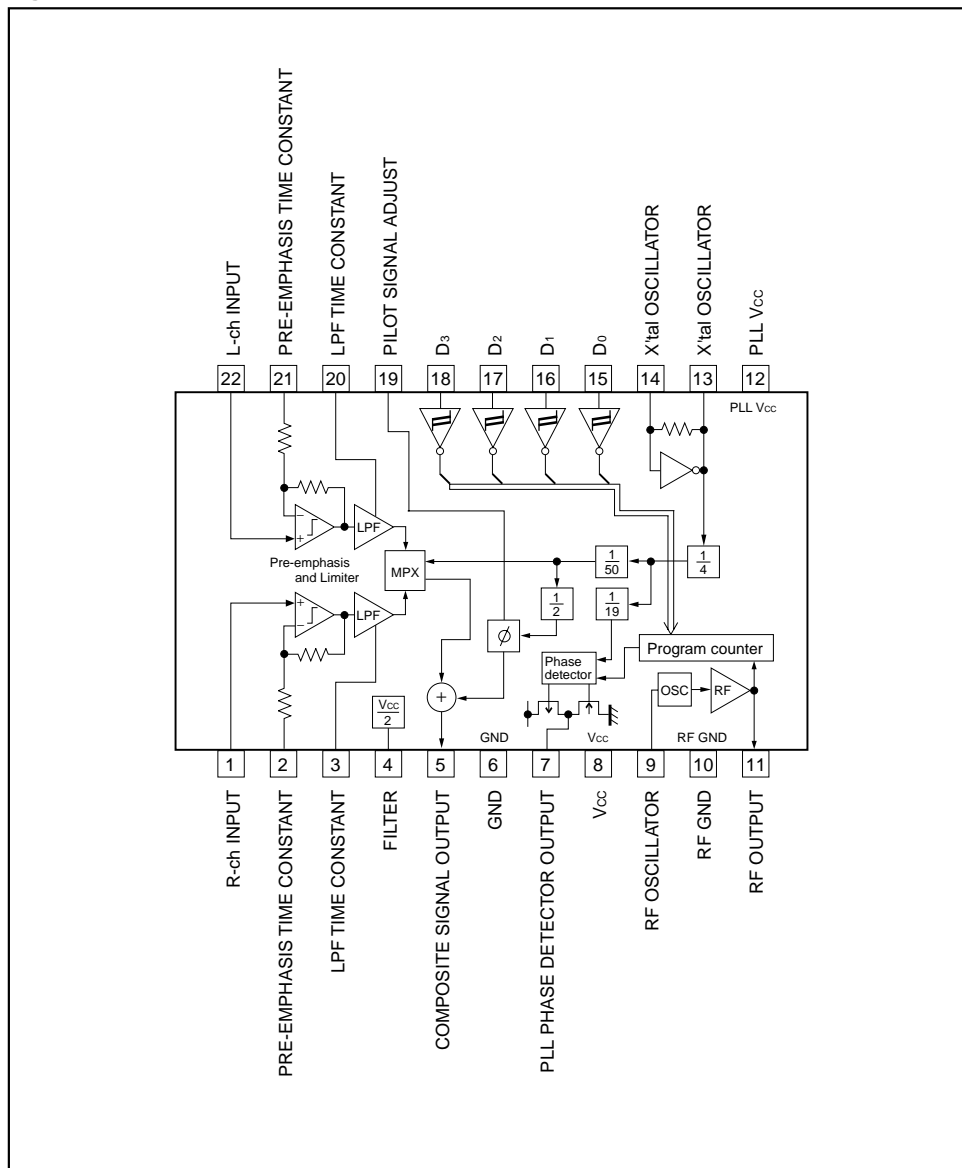 L-ch INPUT
PRE-EMPHASIS TIME CONSTANT
LPF TIME CONSTANT
PILOT SIGNAL ADJUST
D3
D2
D1
D0
X'tal OSCILLATOR
X'tal OSCILLATOR
PLL VCC
22
21
20
19
18
17
16
15
14
13
12
PLL VCC
−
+
LPF
Pre-emphasis
and Limiter
MPX
1
50
1
4
1
2
1
19
+
−
LPF
ϕ
Phase
detector
Program counter
OSC
RF
VCC
2
+
GND
VCC
RF GND
1
2
3
4
5
6
7
8
9
10
11
R-ch INPUT
PRE-EMPHASIS TIME CONSTANT
LPF TIME CONSTANT
FILTER
COMPOSITE SIGNAL OUTPUT
GND
PLL PHASE DETECTOR OUTPUT
VCC
RF OSCILLATOR
RF GND
RF OUTPUT